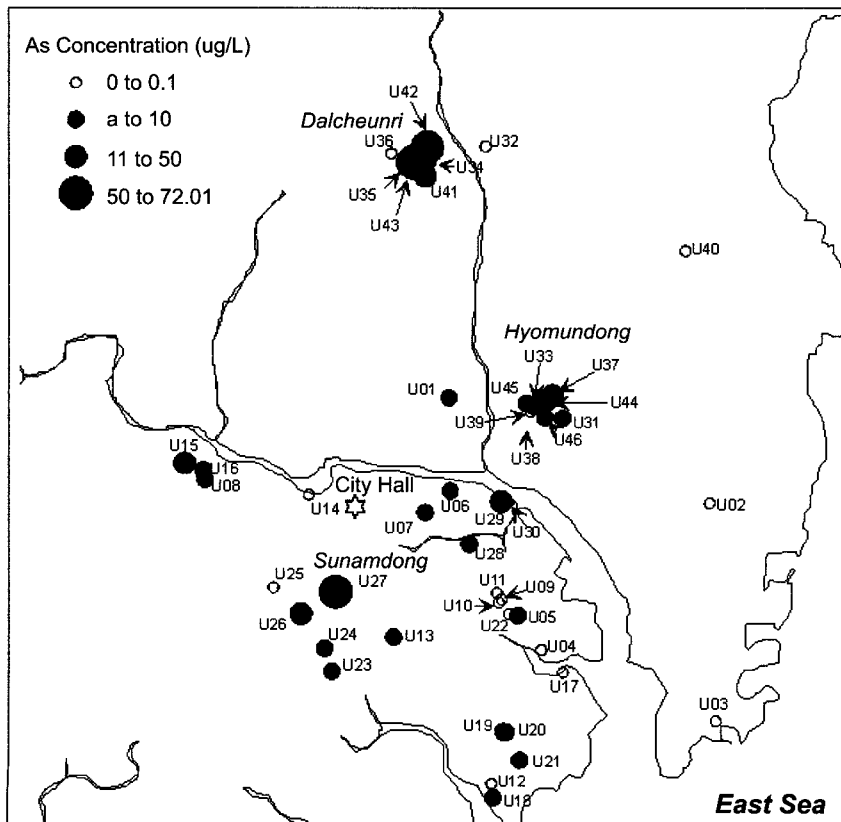 As Concentration (ug/L)
0 to 0.1
a to 10
11 to 50
50 to 72.01
U42
Dalcheunri
U36
U32
U34
U35
U41
U43
U40
Hyomundong
U33
U37
U01
U45
U44
U39
U31
U46
U38
U15
U16
U08
City Hall
U14
U06
U02
U07
U29
U30
U28
Sunamdong
U25
U27
U11
U09
U10
U26
U22
U05
U24
U13
U04
U23
U17
U03
U19
U20
U21
U12
U18
East Sea